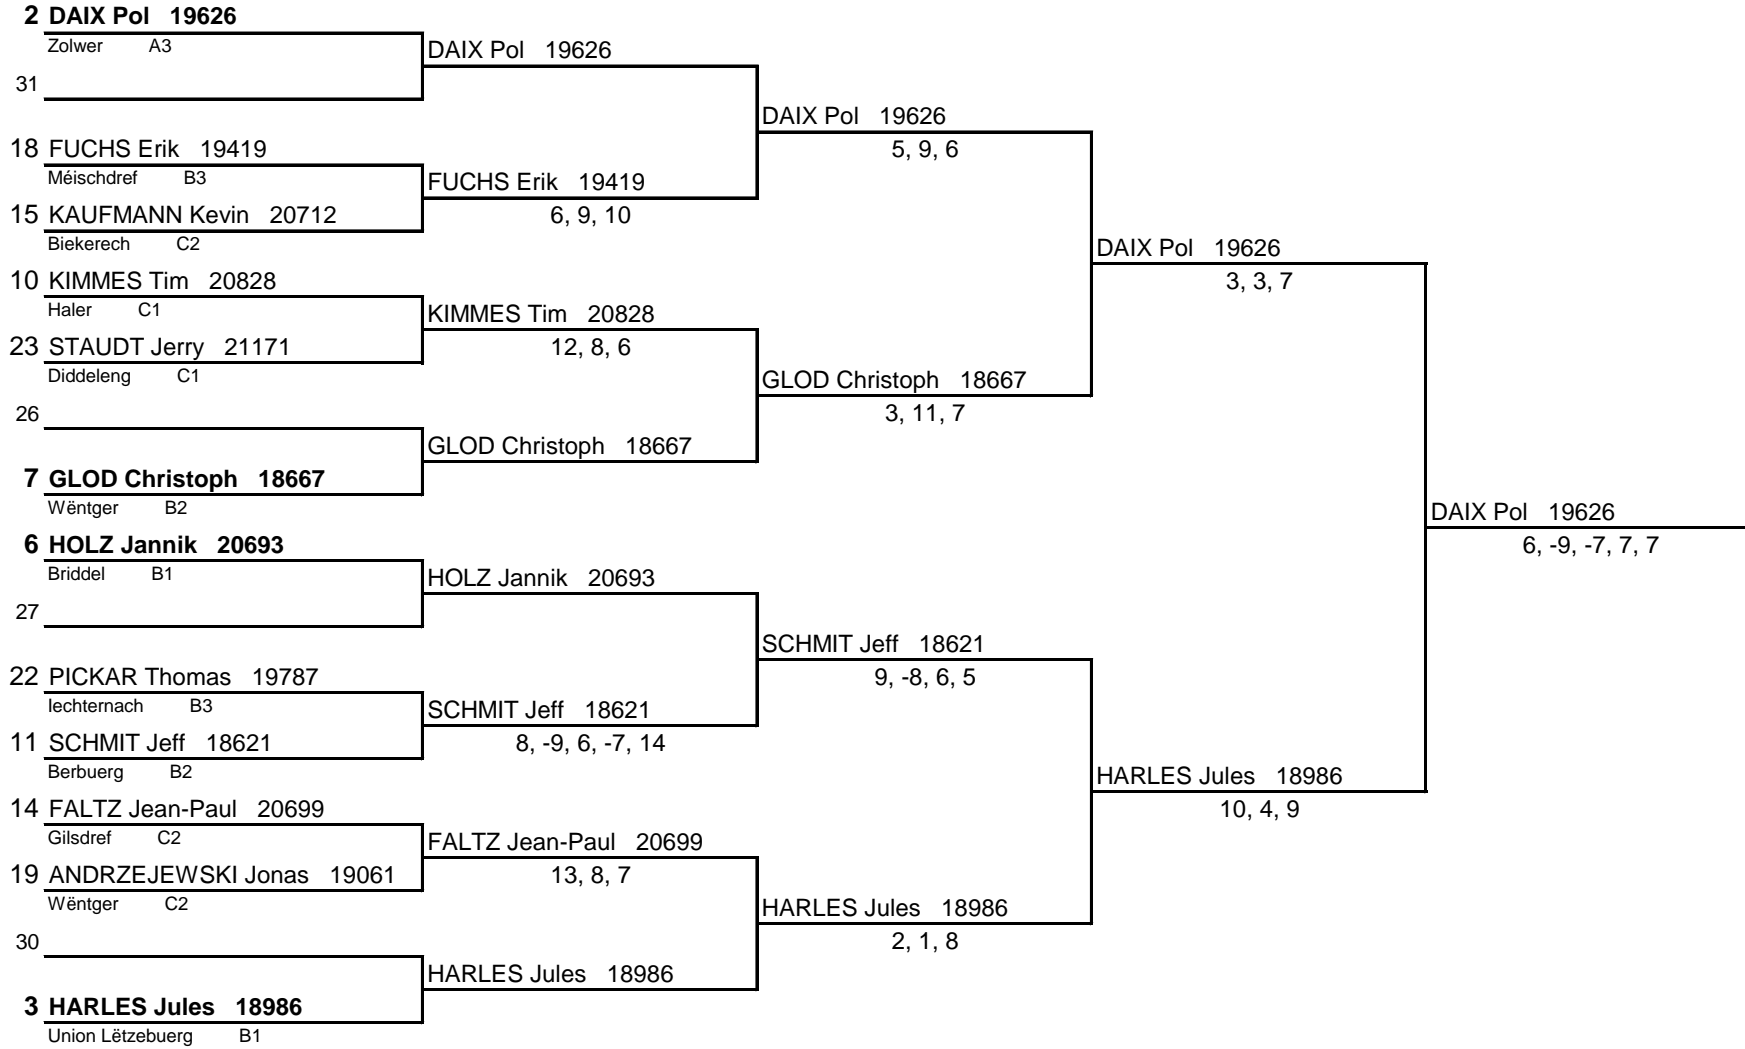 2 DAIX Pol 19626
Zolwer A3
DAIX Pol 19626
31
DAIX Pol 19626
5, 9, 6
18 FUCHS Erik 19419
Méischdref B3
FUCHS Erik 19419
6, 9, 10
15 KAUFMANN Kevin 20712
Biekerech C2
DAIX Pol 19626
3, 3, 7
10 KIMMES Tim 20828
Haler C1
KIMMES Tim 20828
12, 8, 6
23 STAUDT Jerry 21171
Diddeleng C1
GLOD Christoph 18667
3, 11, 7
26
GLOD Christoph 18667
7 GLOD Christoph 18667
Wëntger B2
DAIX Pol 19626
6, -9, -7, 7, 7
6 HOLZ Jannik 20693
Briddel B1
HOLZ Jannik 20693
27
SCHMIT Jeff 18621
9, -8, 6, 5
22 PICKAR Thomas 19787
Iechternach B3
SCHMIT Jeff 18621
8, -9, 6, -7, 14
11 SCHMIT Jeff 18621
Berbuerg B2
HARLES Jules 18986
10, 4, 9
14 FALTZ Jean-Paul 20699
Gilsdref C2
FALTZ Jean-Paul 20699
13, 8, 7
19 ANDRZEJEWSKI Jonas 19061
Wëntger C2
HARLES Jules 18986
2, 1, 8
30
HARLES Jules 18986
3 HARLES Jules 18986
Union Lëtzebuerg B1